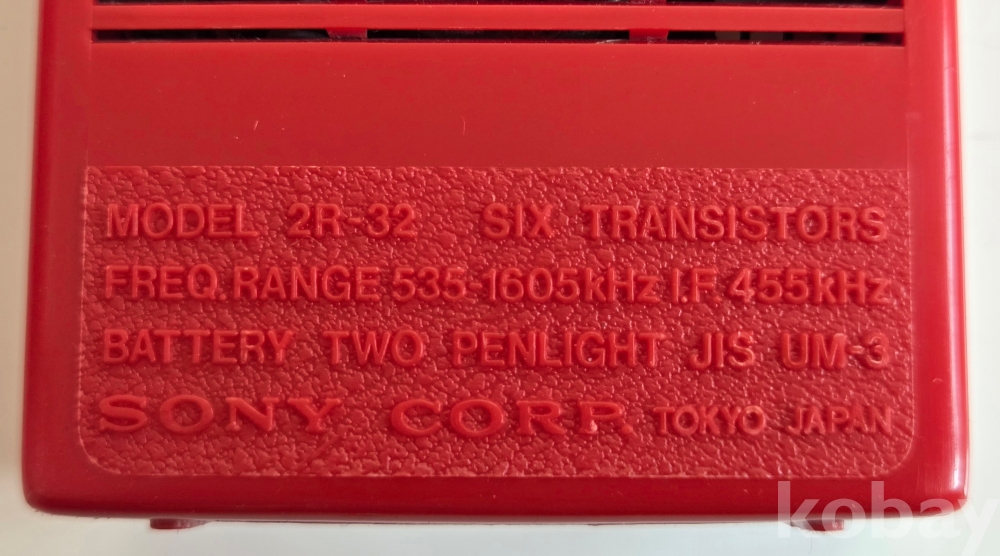 MODEL 2R-32 SIX TRANSISTORS
FREQ. RANGE 535-1605kHz I.F. 455kHz
BATTERY TWO PENLIGHT JIS UM-3
SONY CORP. TOKYO JAPAN
kobay